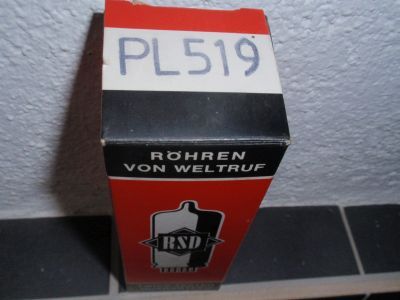 PL519
RÖHREN
VON WELTRUF
RSD